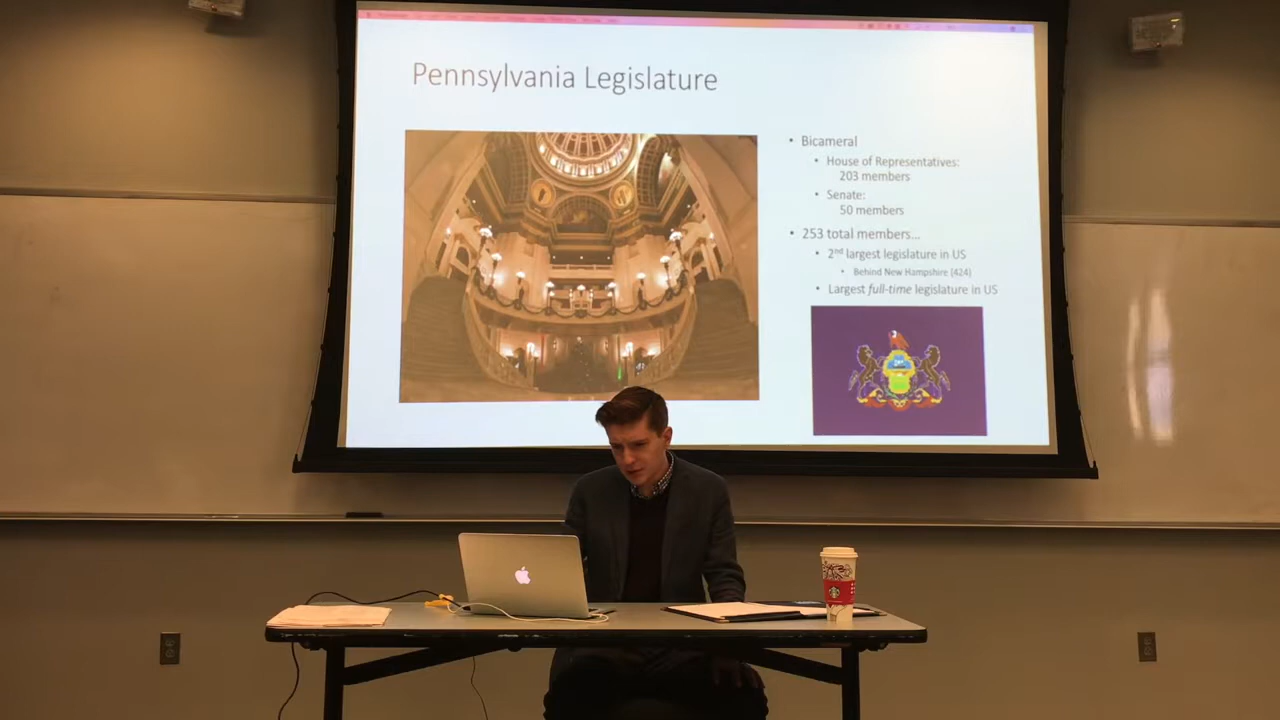 Pennsylvania Legislature
• Bicameral
• House of Representatives:
203 members
• Senate:
50 members
• 253 total members...
• 2nd largest legislature in US
• Behind New Hampshire (424)
• Largest full-time legislature in US